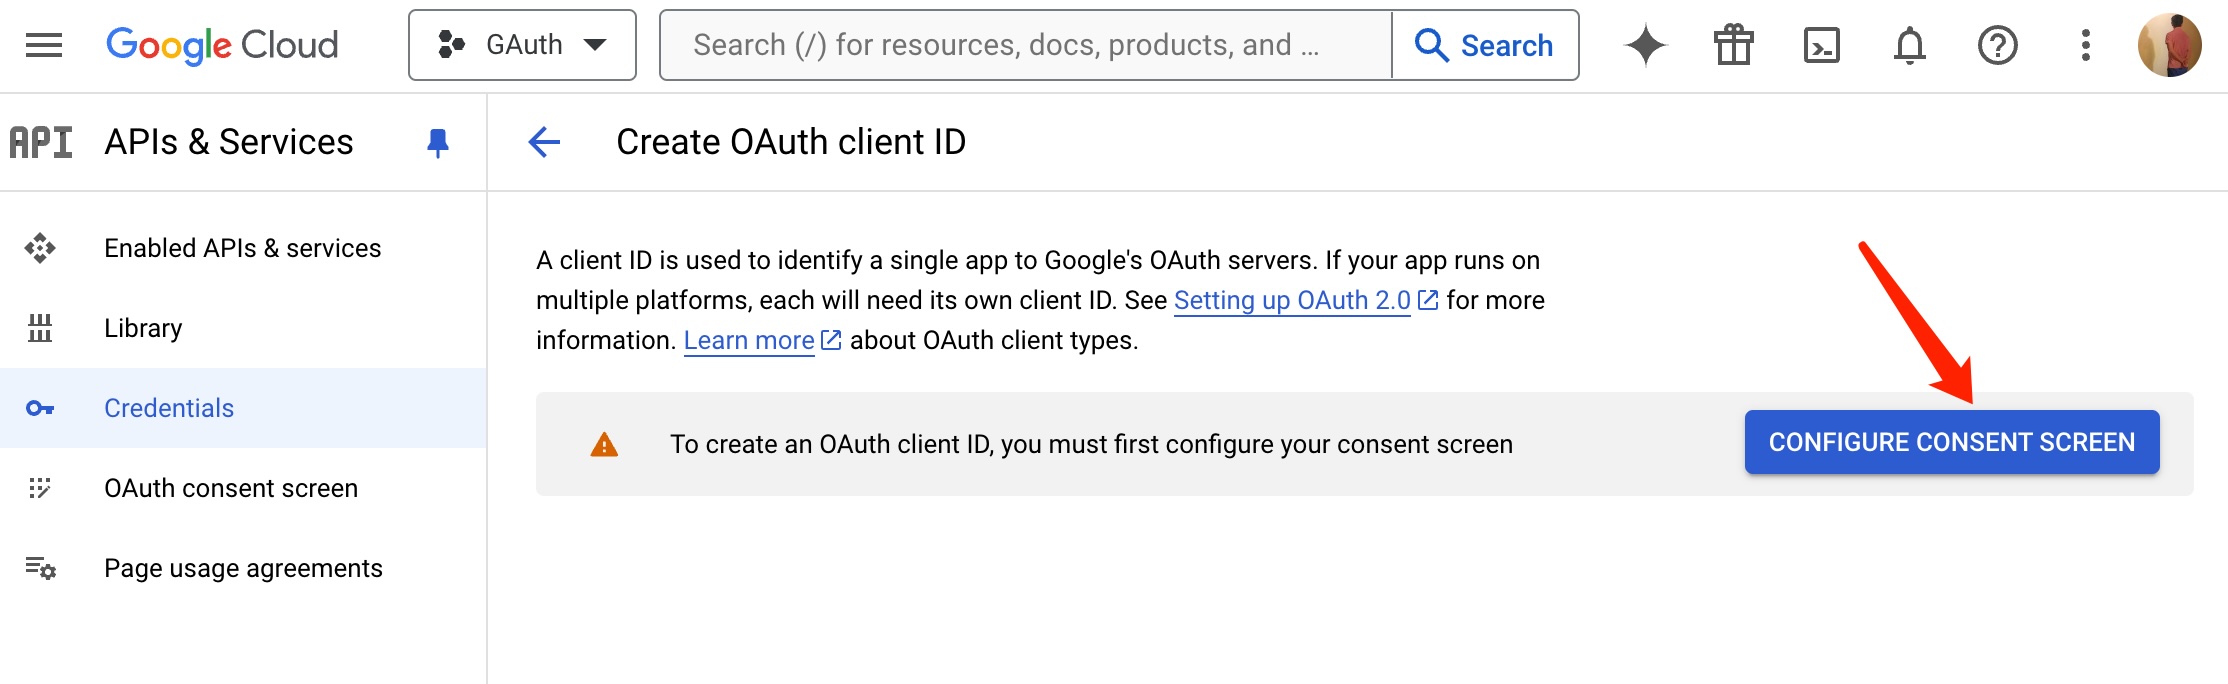 Google Cloud
GAuth
Search (/) for resources, docs, products, and ...
Search
API
APIs & Services
Create OAuth client ID
Enabled APIs & services
Library
Credentials
OAuth consent screen
Page usage agreements
A client ID is used to identify a single app to Google's OAuth servers. If your app runs on
multiple platforms, each will need its own client ID. See Setting up OAuth 2.0 for more
information. Learn more about OAuth client types.
To create an OAuth client ID, you must first configure your consent screen
CONFIGURE CONSENT SCREEN